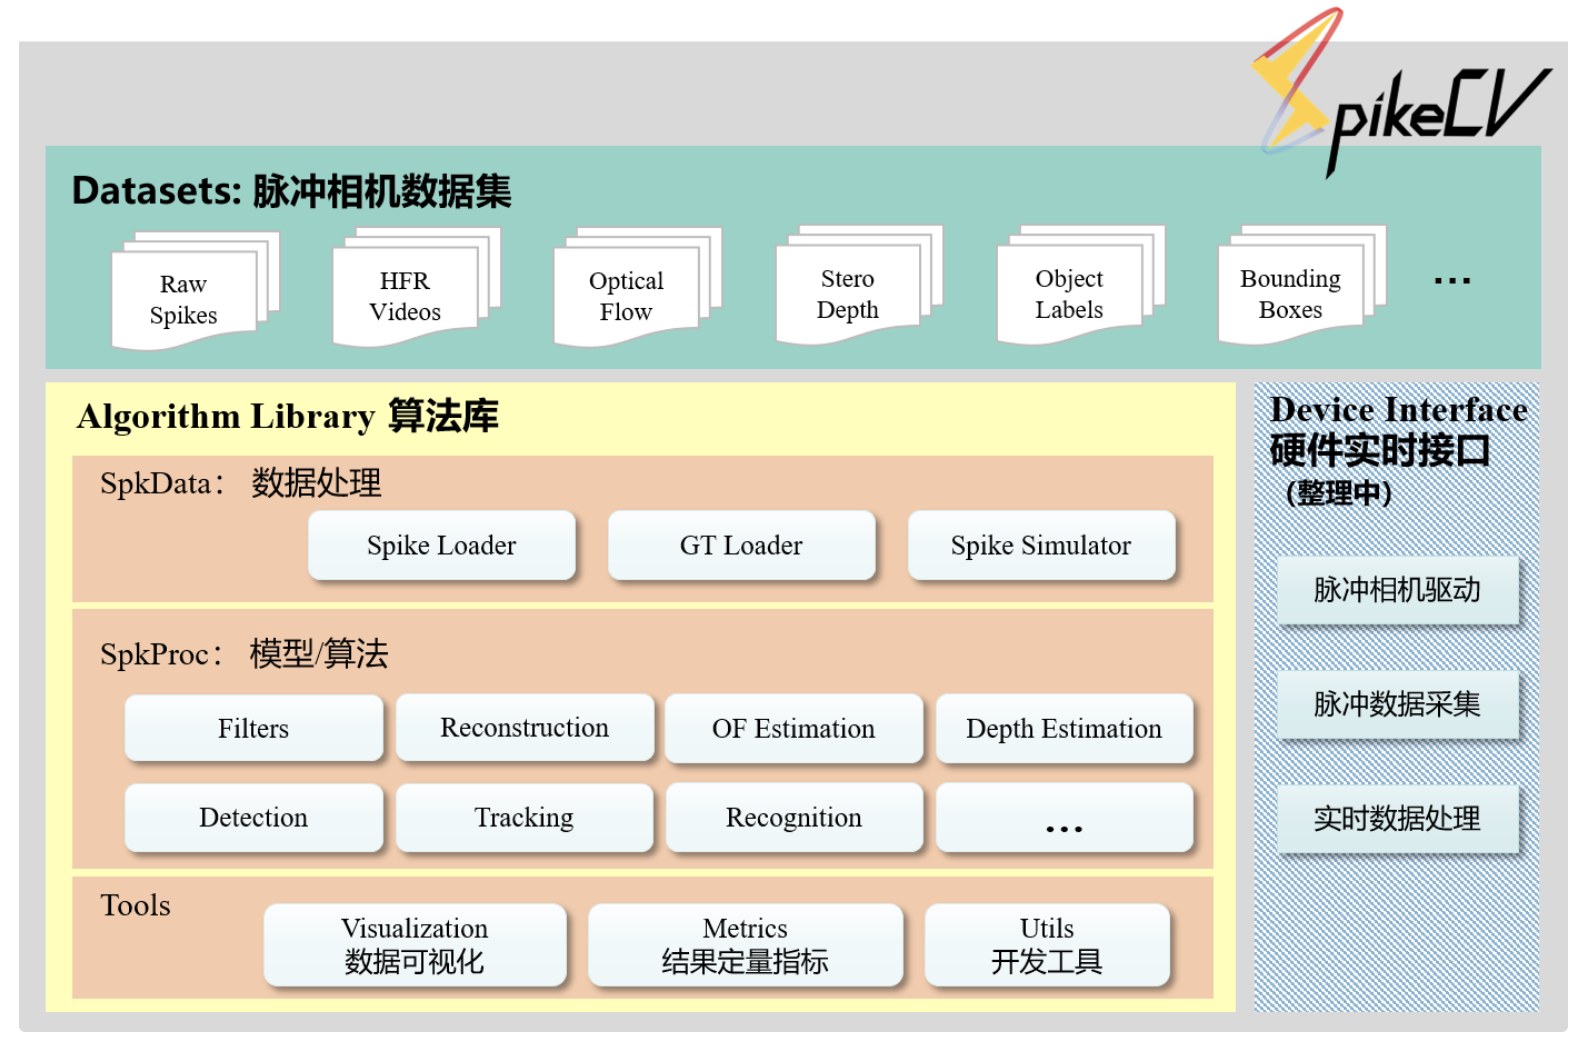 SpikeCV
Datasets: 脉冲相机数据集
Raw
Spikes
HFR
Videos
Optical
Flow
Stero
Depth
Object
Labels
Bounding
Boxes
...
Algorithm Library 算法库
SpkData： 数据处理
Spike Loader
GT Loader
Spike Simulator
SpkProc： 模型/算法
Filters
Reconstruction
OF Estimation
Depth Estimation
Detection
Tracking
Recognition
...
Tools
Visualization
数据可视化
Metrics
结果定量指标
Utils
开发工具
Device Interface
硬件实时接口
（整理中）
脉冲相机驱动
脉冲数据采集
实时数据处理